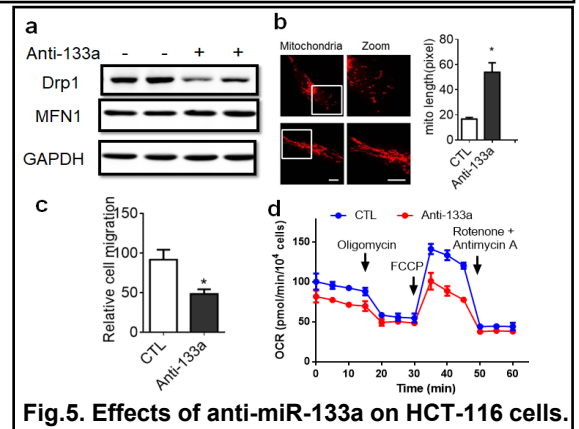 a
Anti-133a - - + +
Drp1
MFN1
GAPDH
b
Mitochondria Zoom
mito length(pixel)
80
60
40
20
0
*
CTL
Anti-133a
c
Relative cell migration
150
100
50
0
*
CTL
Anti-133a
d
CTL Anti-133a
Oligomycin
FCCP
Rotenone +
Antimycin A
OCR (pmol/min/10⁴ cells)
150
100
50
0
0 10 20 30 40 50 60
Time (min)
Fig.5. Effects of anti-miR-133a on HCT-116 cells.